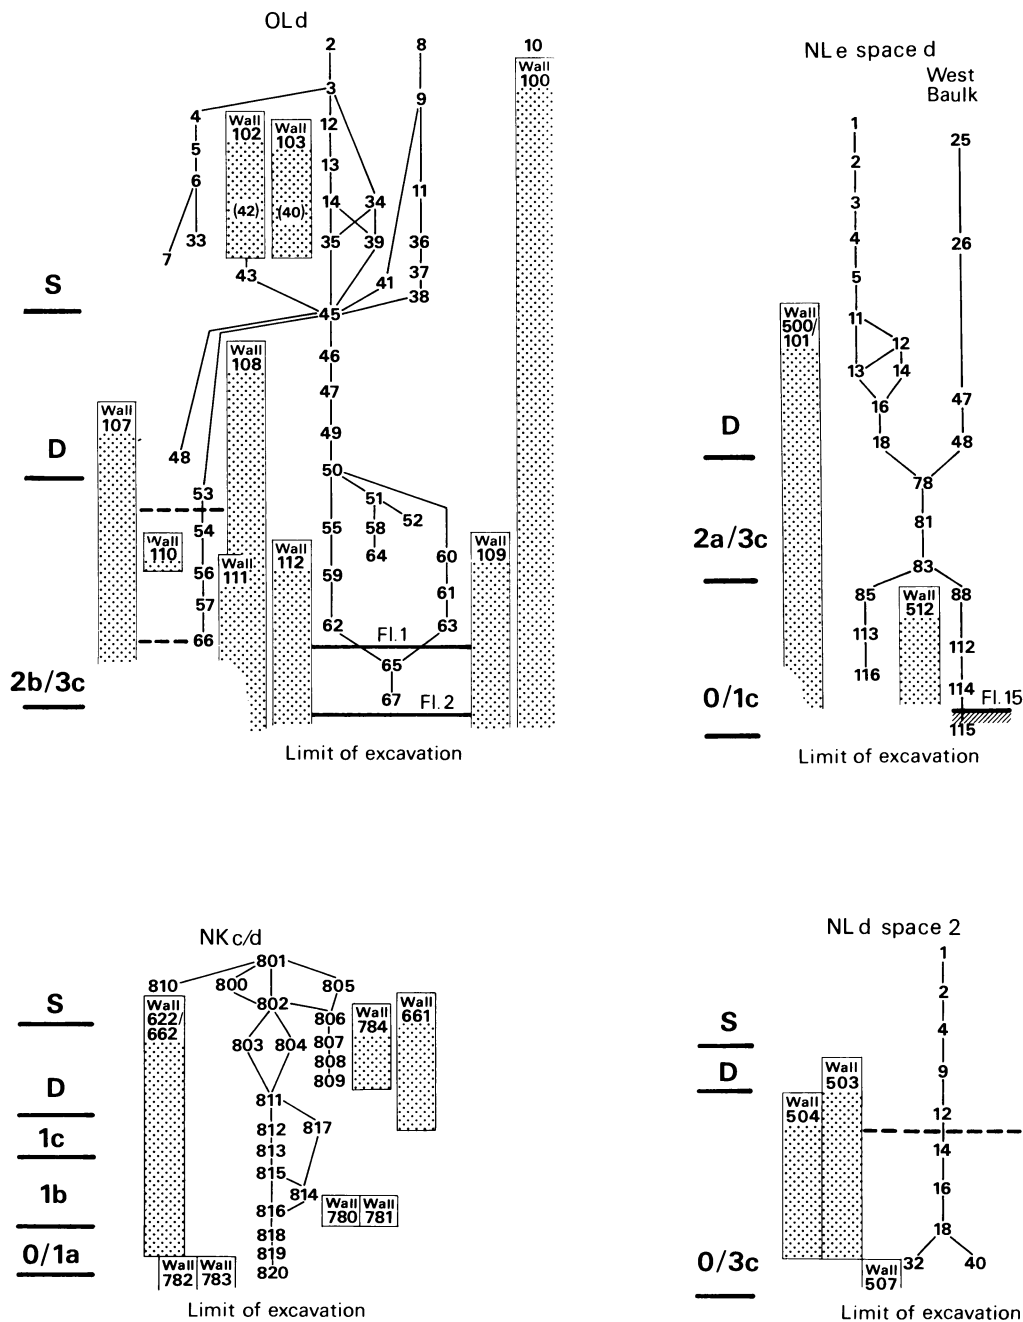 OLd
2 8 10
Wall
100
3
9
4
Wall
102
Wall
103
12
5
13
6
11
(42) (40) 14 34
33 35 39 36
7
43 41 37
38
S
45
46
Wall
108
47
Wall
107
49
D
48
50
53 51
52
54 55 58
Wall
110
Wall
112
Wall
109
Wall
111
64 60
56 59
57 61
62 63
66 Fl.1
65
2b/3c
67 Fl.2
Limit of excavation
NLe space d
West
Baulk
1
25
2
3
4 26
5
Wall
500/
101
11
12
13 14
16 47
D
18 48
78
81
2a/3c
83
85 Wall
512
88
113
112
116
114
0/1c
Fl.15
115
Limit of excavation
NKc/d
801
810 800 805
S
Wall
622/
662
802
806
Wall
784
Wall
661
803 804 807
808
809
D
811
1c
812 817
813
815
1b
814
816
Wall
780
Wall
781
818
0/1a
819
820
Wall
782
Wall
783
Limit of excavation
NLd space 2
1
2
S
4
D
9
Wall
503
Wall
504
12
14
16
18
0/3c
32 40
Wall
507
Limit of excavation